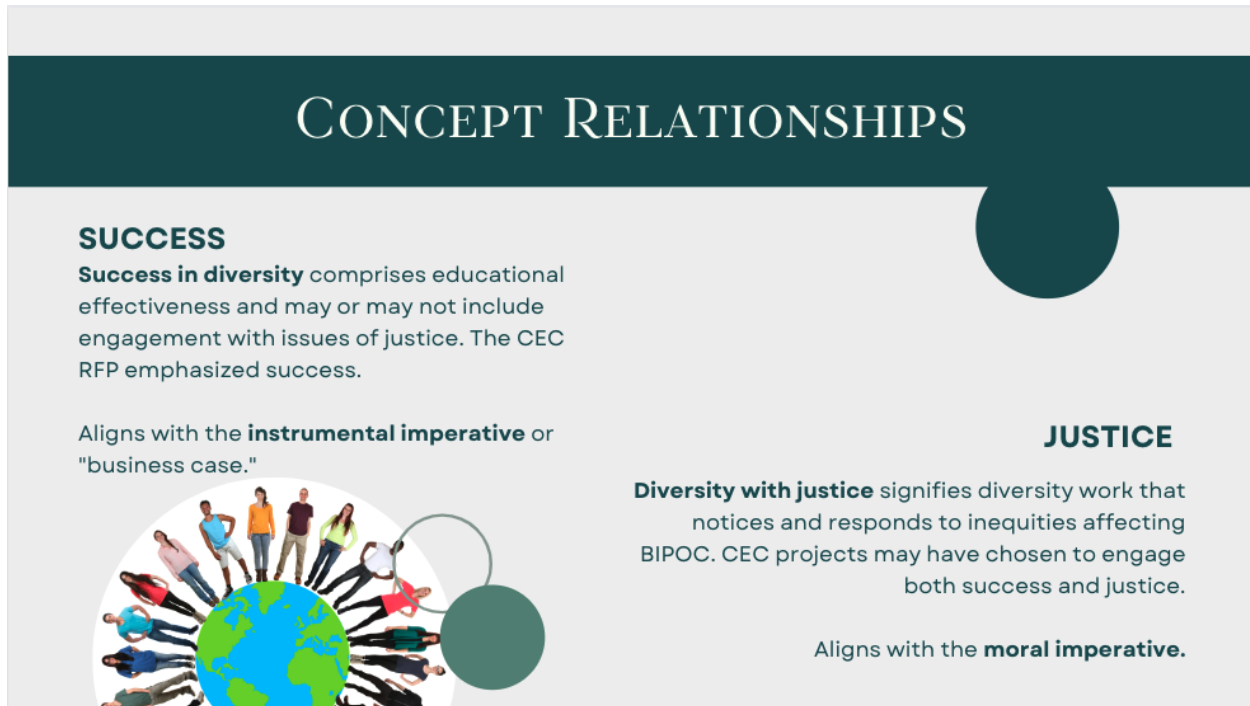 Concept Relationships
SUCCESS
Success in diversity comprises educational
effectiveness and may or may not include
engagement with issues of justice. The CEC
RFP emphasized success.
Aligns with the instrumental imperative or
"business case."
JUSTICE
Diversity with justice signifies diversity work that
notices and responds to inequities affecting
BIPOC. CEC projects may have chosen to engage
both success and justice.
Aligns with the moral imperative.